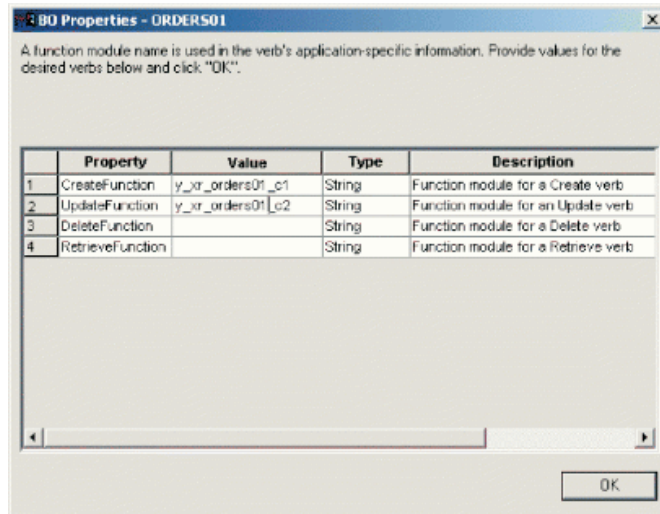 BO Properties - ORDERS01
A function module name is used in the verb's application-specific information. Provide values for the
desired verbs below and click "OK".
Property Value Type Description
1 CreateFunction y_xr_orders01_c1 String Function module for a Create verb
2 UpdateFunction y_xr_orders01_c2 String Function module for an Update verb
3 DeleteFunction String Function module for a Delete verb
4 RetrieveFunction String Function module for a Retrieve verb
OK